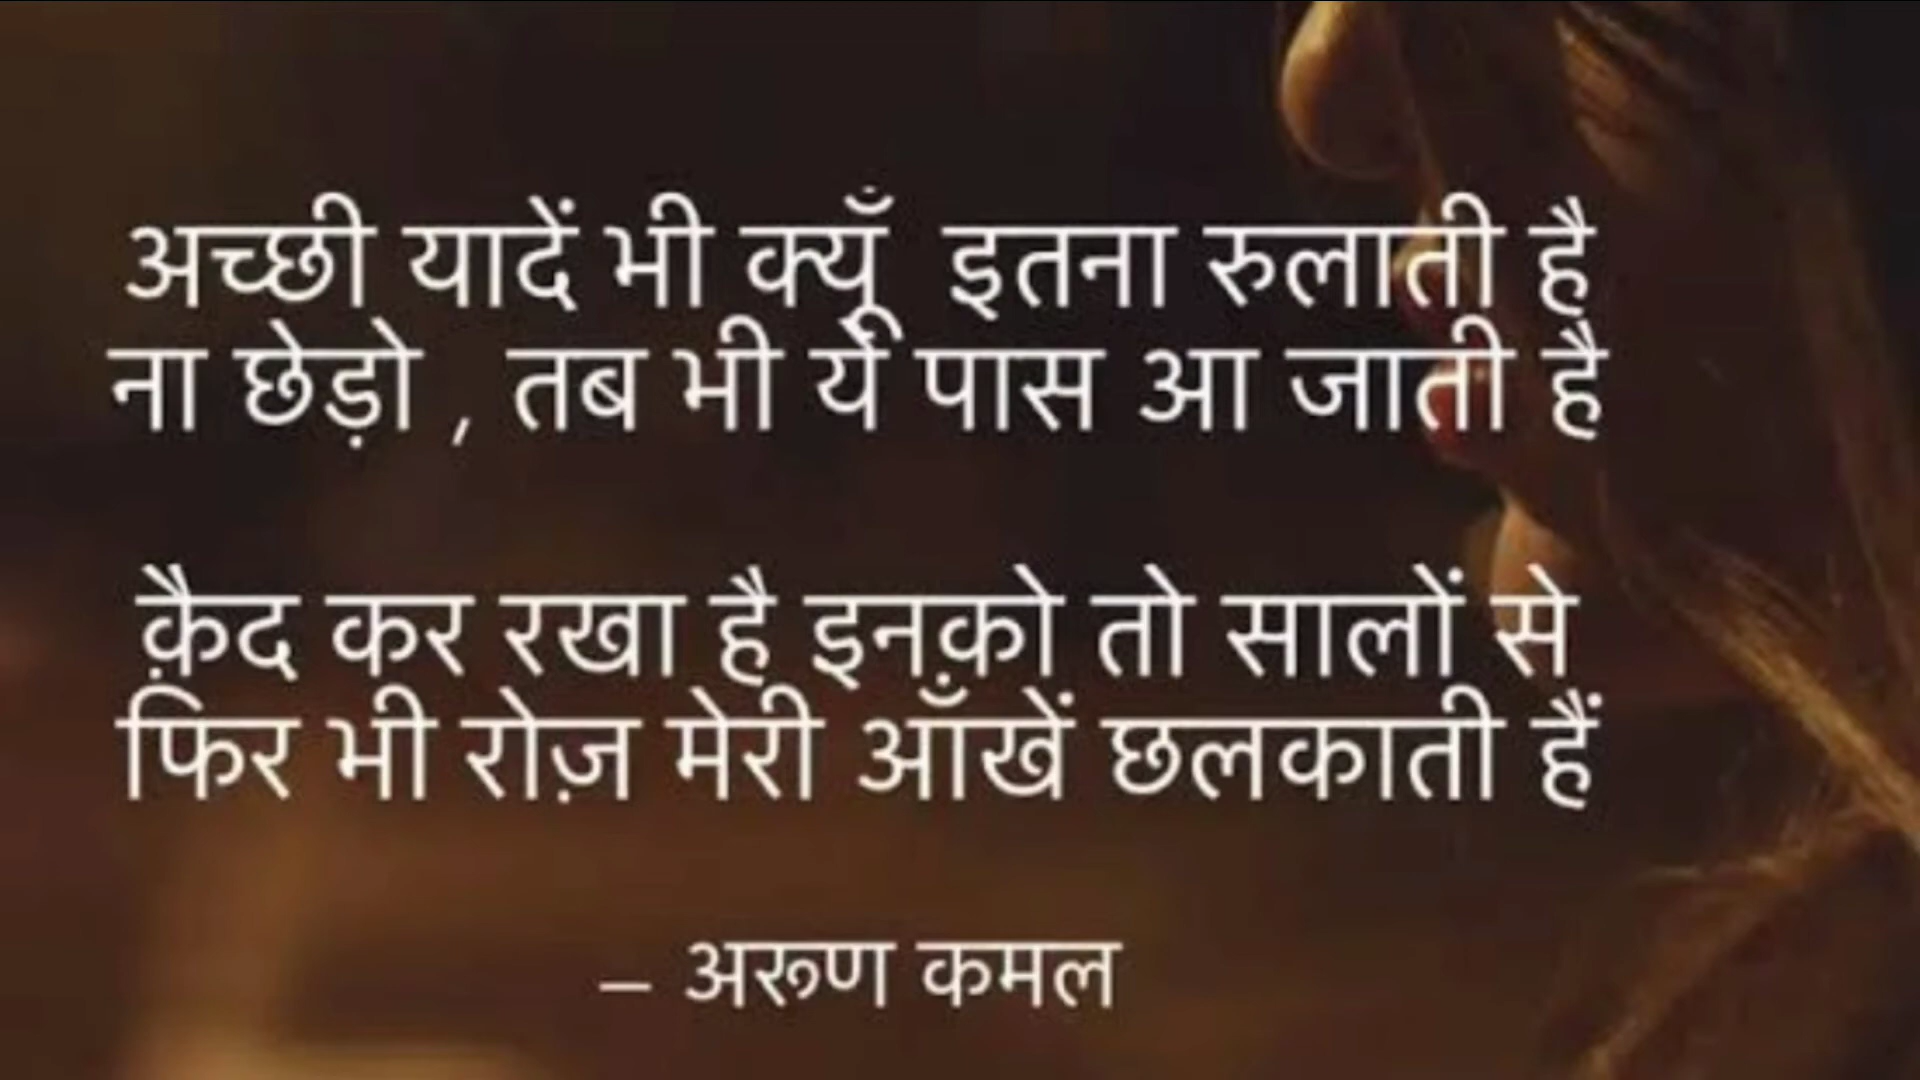 अच्छी यादें भी क्यूँ इतना रुलाती है
ना छेड़ो , तब भी ये पास आ जाती है
क़ैद कर रखा है इनक़ो तो सालों से
फिर भी रोज़ मेरी आँखें छलकाती हैं
– अरूण कमल